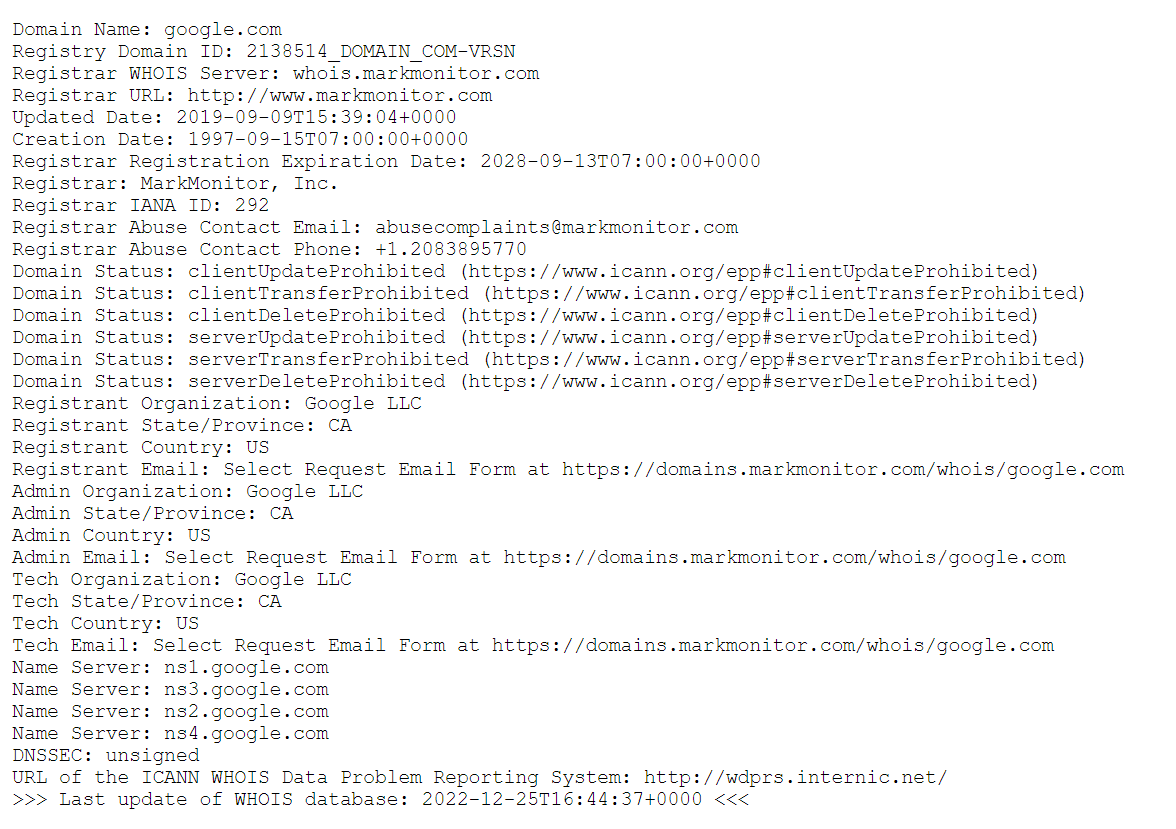 Domain Name: google.com
Registry Domain ID: 2138514_DOMAIN_COM-VRSN
Registrar WHOIS Server: whois.markmonitor.com
Registrar URL: http://www.markmonitor.com
Updated Date: 2019-09-09T15:39:04+0000
Creation Date: 1997-09-15T07:00:00+0000
Registrar Registration Expiration Date: 2028-09-13T07:00:00+0000
Registrar: MarkMonitor, Inc.
Registrar IANA ID: 292
Registrar Abuse Contact Email: abusecomplaints@markmonitor.com
Registrar Abuse Contact Phone: +1.2083895770
Domain Status: clientUpdateProhibited (https://www.icann.org/epp#clientUpdateProhibited)
Domain Status: clientTransferProhibited (https://www.icann.org/epp#clientTransferProhibited)
Domain Status: clientDeleteProhibited (https://www.icann.org/epp#clientDeleteProhibited)
Domain Status: serverUpdateProhibited (https://www.icann.org/epp#serverUpdateProhibited)
Domain Status: serverTransferProhibited (https://www.icann.org/epp#serverTransferProhibited)
Domain Status: serverDeleteProhibited (https://www.icann.org/epp#serverDeleteProhibited)
Registrant Organization: Google LLC
Registrant State/Province: CA
Registrant Country: US
Registrant Email: Select Request Email Form at https://domains.markmonitor.com/whois/google.com
Admin Organization: Google LLC
Admin State/Province: CA
Admin Country: US
Admin Email: Select Request Email Form at https://domains.markmonitor.com/whois/google.com
Tech Organization: Google LLC
Tech State/Province: CA
Tech Country: US
Tech Email: Select Request Email Form at https://domains.markmonitor.com/whois/google.com
Name Server: ns1.google.com
Name Server: ns3.google.com
Name Server: ns2.google.com
Name Server: ns4.google.com
DNSSEC: unsigned
URL of the ICANN WHOIS Data Problem Reporting System: http://wdprs.internic.net/
>>> Last update of WHOIS database: 2022-12-25T16:44:37+0000 <<<